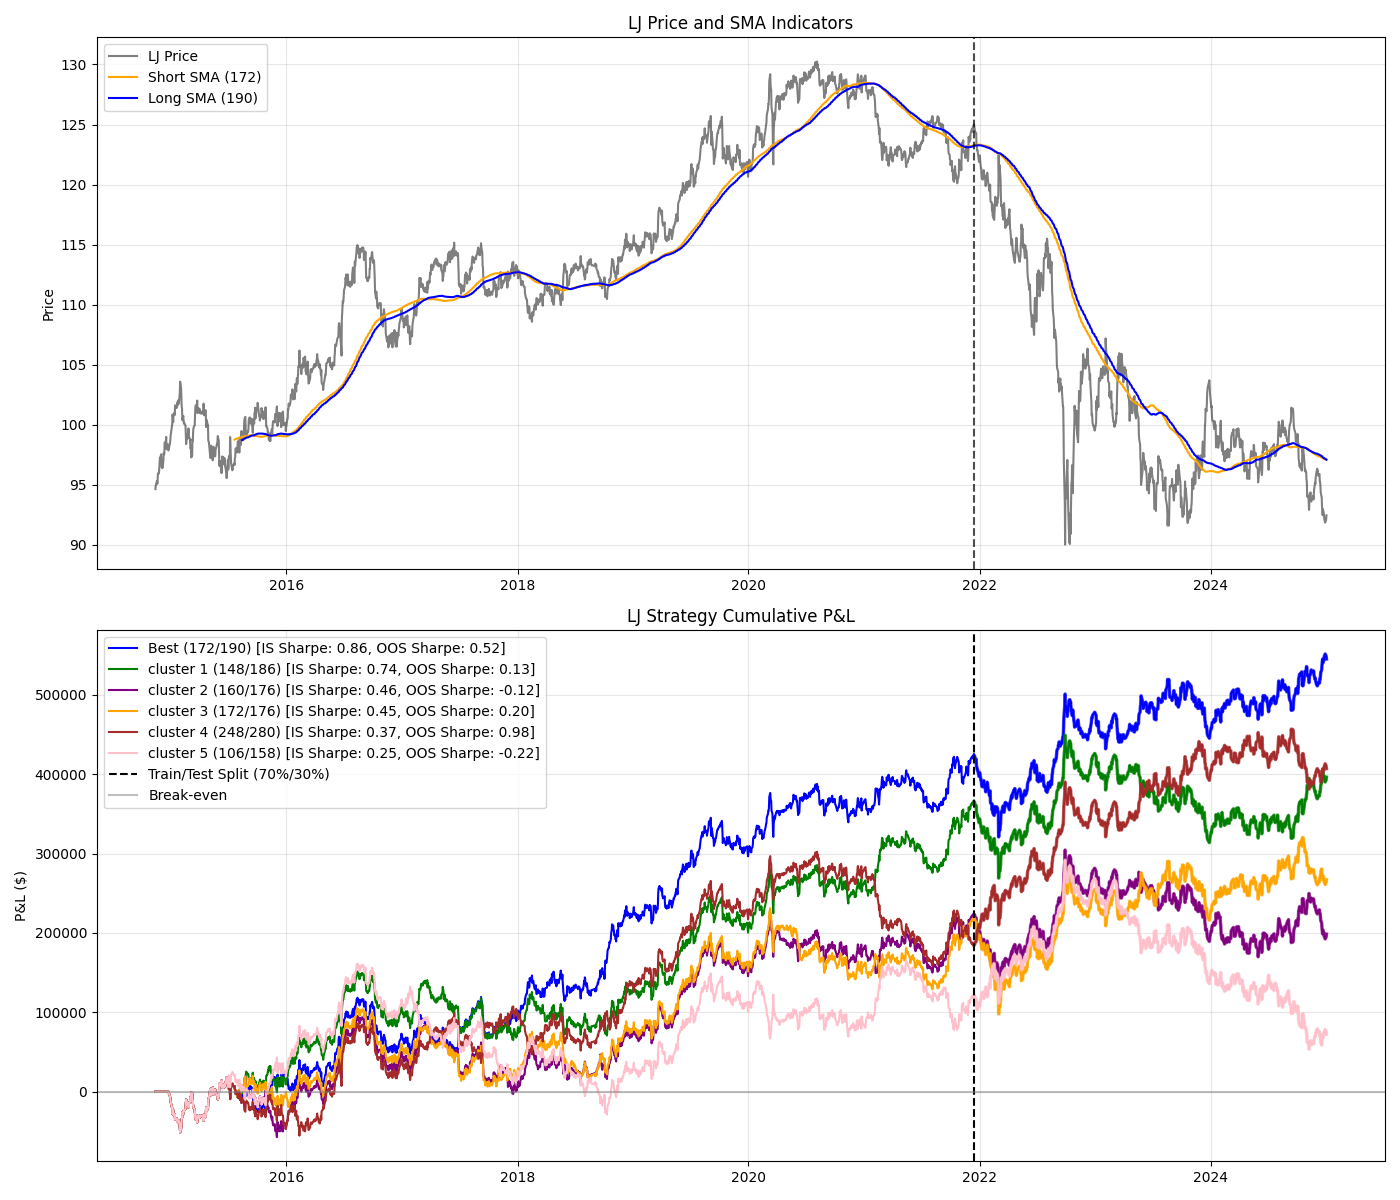 LJ Price and SMA Indicators
LJ Price
Short SMA (172)
Long SMA (190)
Price
130
125
120
115
110
105
100
95
90
2016
2018
2020
2022
2024
LJ Strategy Cumulative P&L
Best (172/190) [IS Sharpe: 0.86, OOS Sharpe: 0.52]
cluster 1 (148/186) [IS Sharpe: 0.74, OOS Sharpe: 0.13]
cluster 2 (160/176) [IS Sharpe: 0.46, OOS Sharpe: -0.12]
cluster 3 (172/176) [IS Sharpe: 0.45, OOS Sharpe: 0.20]
cluster 4 (248/280) [IS Sharpe: 0.37, OOS Sharpe: 0.98]
cluster 5 (106/158) [IS Sharpe: 0.25, OOS Sharpe: -0.22]
Train/Test Split (70%/30%)
Break-even
P&L ($)
500000
400000
300000
200000
100000
0
2016
2018
2020
2022
2024